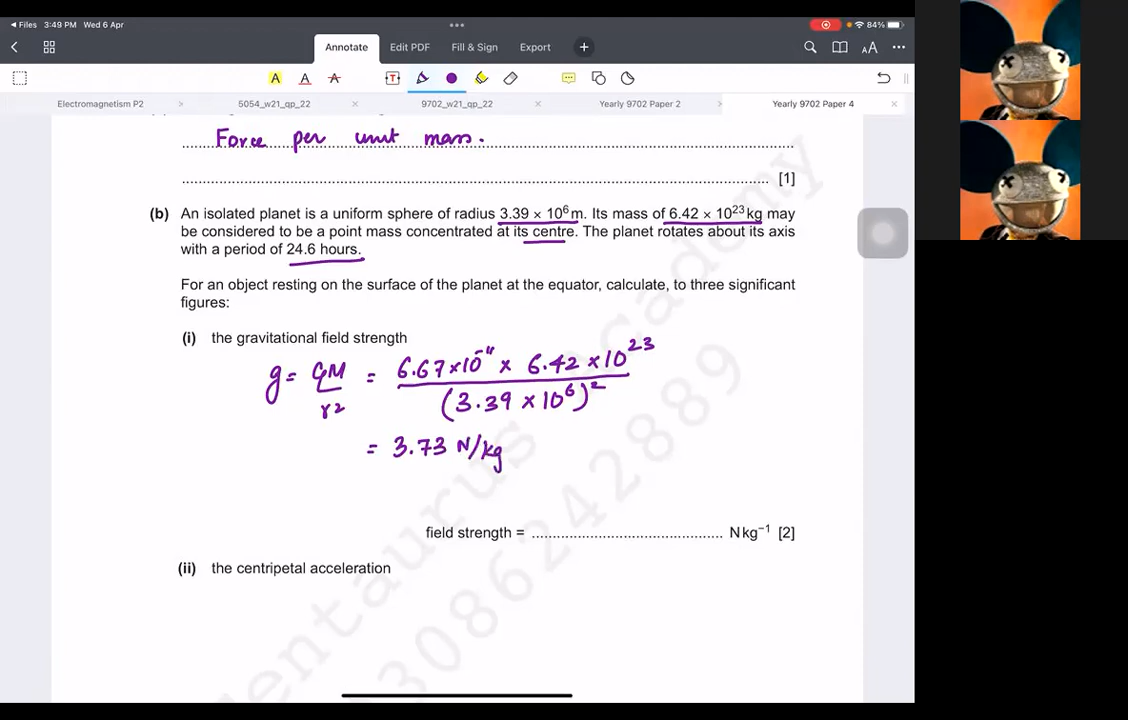 Files 3:49 PM Wed 6 Apr 84%
Annotate Edit PDF Fill & Sign Export
Electromagnetism P2 5054_w21_qp_22 9702_w21_qp_22 Yearly 9702 Paper 2 Yearly 9702 Paper 4
Force per unit mass.
[1]
(b) An isolated planet is a uniform sphere of radius 3.39 × 10⁶ m. Its mass of 6.42 × 10²³ kg may
be considered to be a point mass concentrated at its centre. The planet rotates about its axis
with a period of 24.6 hours.
For an object resting on the surface of the planet at the equator, calculate, to three significant
figures:
(i) the gravitational field strength
g = GM/r² = 6.67×10⁻¹¹ × 6.42 × 10²³ / (3.39 × 10⁶)²
= 3.73 N/kg
field strength = .............................................. N kg⁻¹ [2]
(ii) the centripetal acceleration
entaurus Academy
3086242889